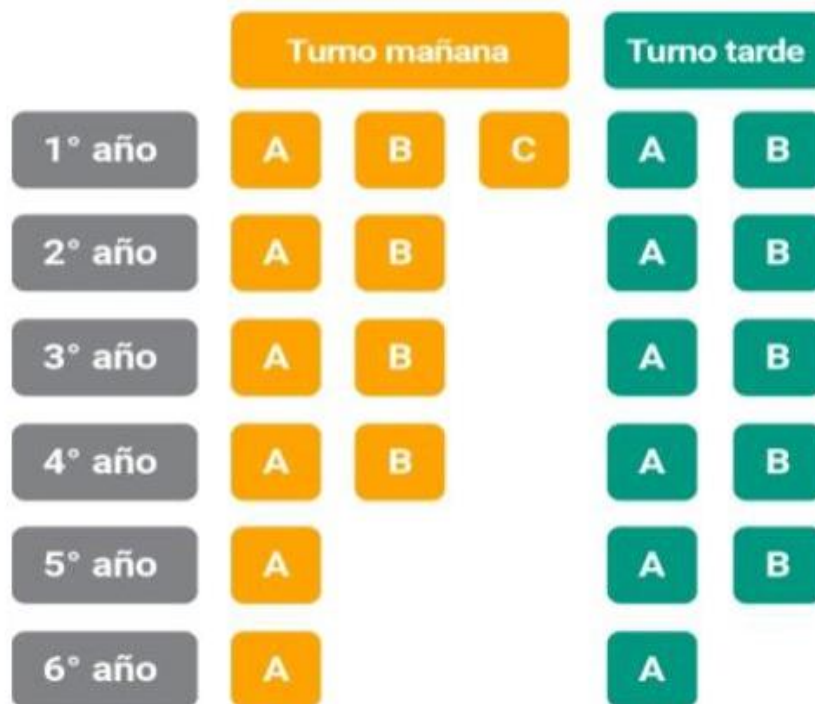 Turno mañana Turno tarde
1° año A B C A B
2° año A B A B
3° año A B A B
4° año A B A B
5° año A A B
6° año A A